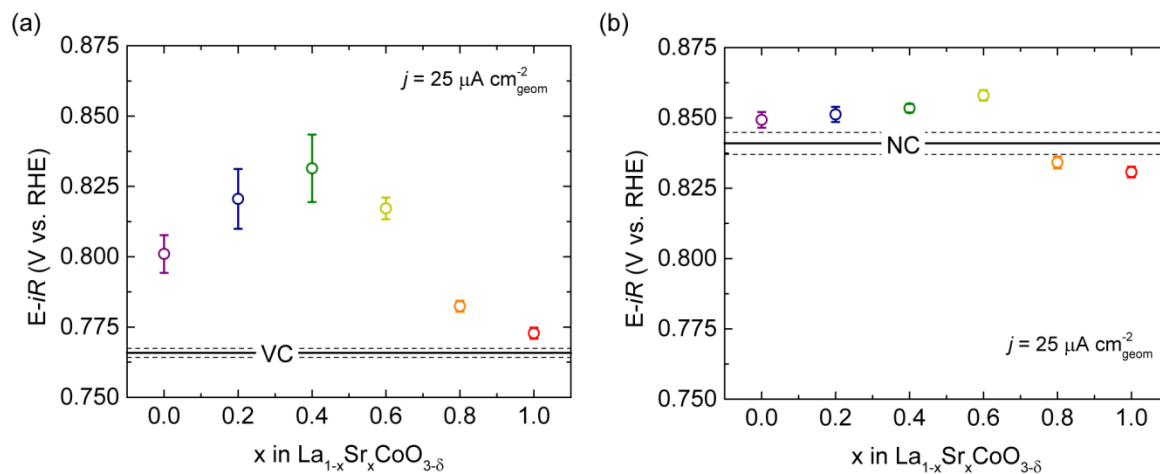 (a)
0.875
0.850
0.825
0.800
0.775
0.750
E-iR (V vs. RHE)
j = 25 μA cm⁻²geom
VC
0.0 0.2 0.4 0.6 0.8 1.0
x in La₁₋ₓSrₓCoO₃₋δ
(b)
0.875
0.850
0.825
0.800
0.775
0.750
E-iR (V vs. RHE)
NC
j = 25 μA cm⁻²geom
0.0 0.2 0.4 0.6 0.8 1.0
x in La₁₋ₓSrₓCoO₃₋δ